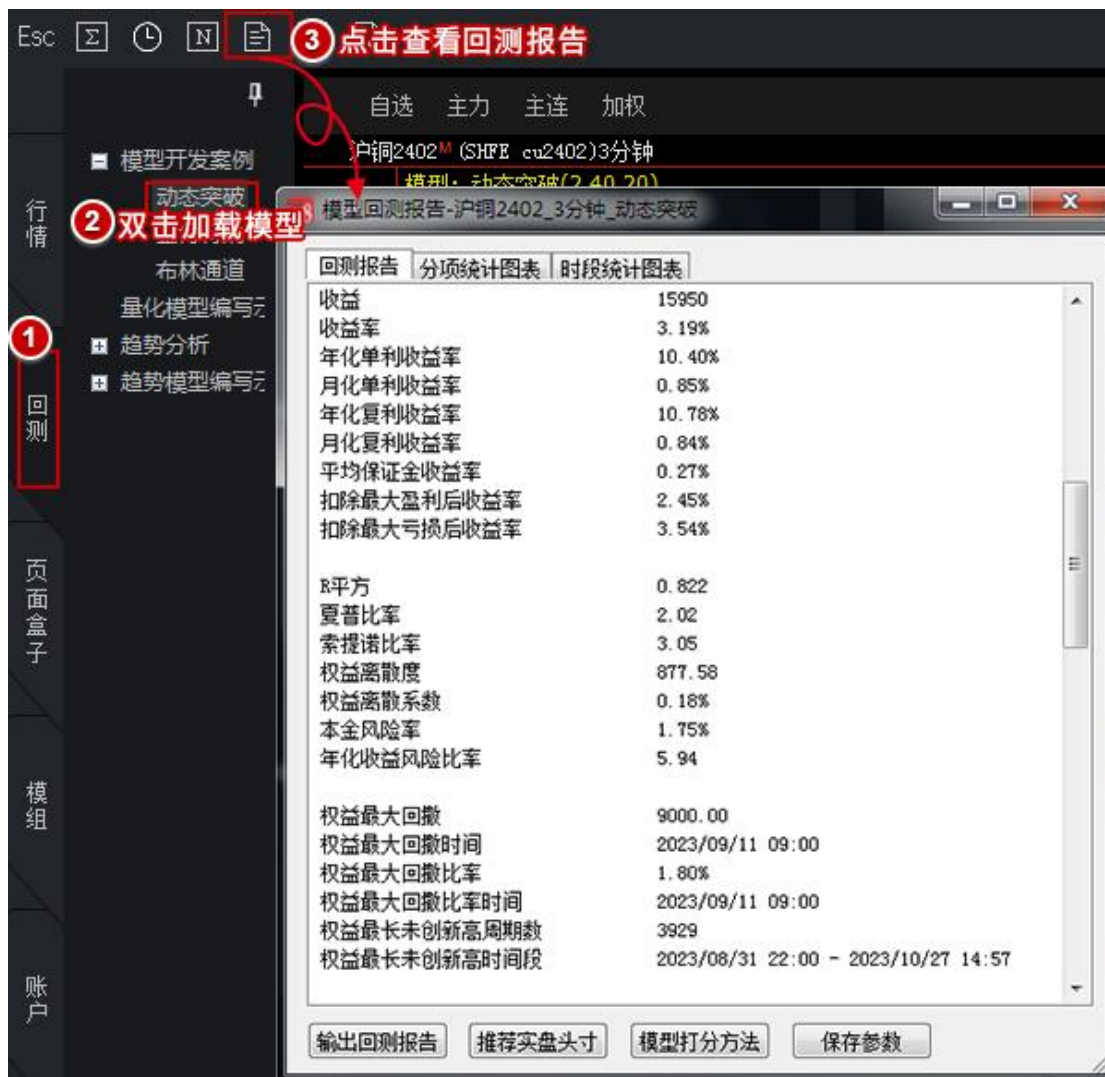 Esc Σ N
3 点击查看回测报告
自选 主力 主连 加权
沪铜2402M (SHFE cu2402)3分钟
模型: 动态突破(2,40,20)
模型开发案例
动态突破
2 双击加载模型
布林通道
量化模型编写
趋势分析
趋势模型编写
行情
1
回测
页面盒子
模组
账户
模型回测报告-沪铜2402_3分钟_动态突破
回测报告 分项统计图表 时段统计图表
收益 15950
收益率 3.19%
年化单利收益率 10.40%
月化单利收益率 0.85%
年化复利收益率 10.78%
月化复利收益率 0.84%
平均保证金收益率 0.27%
扣除最大盈利后收益率 2.45%
扣除最大亏损后收益率 3.54%
R平方 0.822
夏普比率 2.02
索提诺比率 3.05
权益离散度 877.58
权益离散系数 0.18%
本金风险率 1.75%
年化收益风险比率 5.94
权益最大回撤 9000.00
权益最大回撤时间 2023/09/11 09:00
权益最大回撤比率 1.80%
权益最大回撤比率时间 2023/09/11 09:00
权益最长未创新高周期数 3929
权益最长未创新高时间段 2023/08/31 22:00 - 2023/10/27 14:57
输出回测报告 推荐实盘头寸 模型打分方法 保存参数